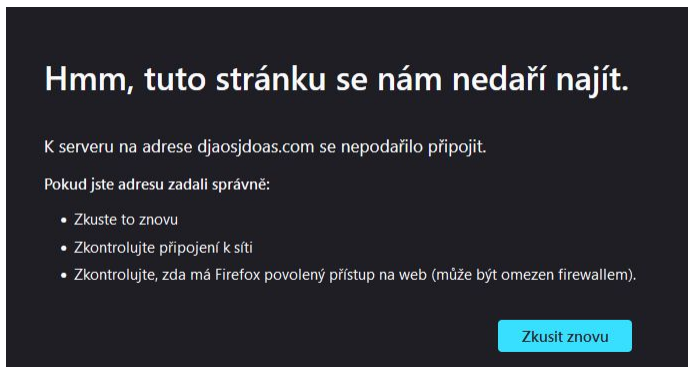 Hmm, tuto stránku se nám nedaří najít.
K serveru na adrese djaosjdoas.com se nepodařilo připojit.
Pokud jste adresu zadali správně:
• Zkuste to znovu
• Zkontrolujte připojení k síti
• Zkontrolujte, zda má Firefox povolený přístup na web (může být omezen firewallem).
Zkusit znovu